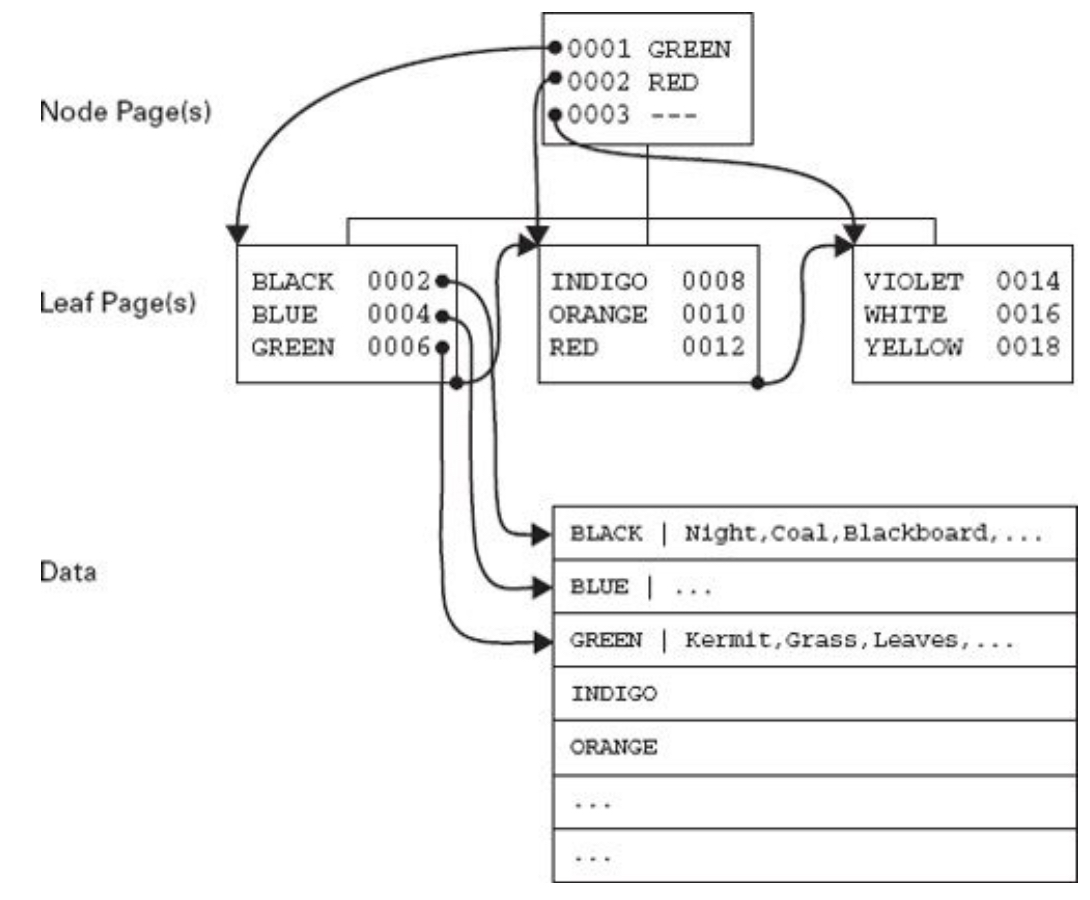 0001 GREEN
0002 RED
0003 ---
Node Page(s)
Leaf Page(s)
BLACK 0002
BLUE 0004
GREEN 0006
INDIGO 0008
ORANGE 0010
RED 0012
VIOLET 0014
WHITE 0016
YELLOW 0018
Data
BLACK | Night,Coal,Blackboard,...
BLUE | ...
GREEN | Kermit,Grass,Leaves,...
INDIGO
ORANGE
...
...